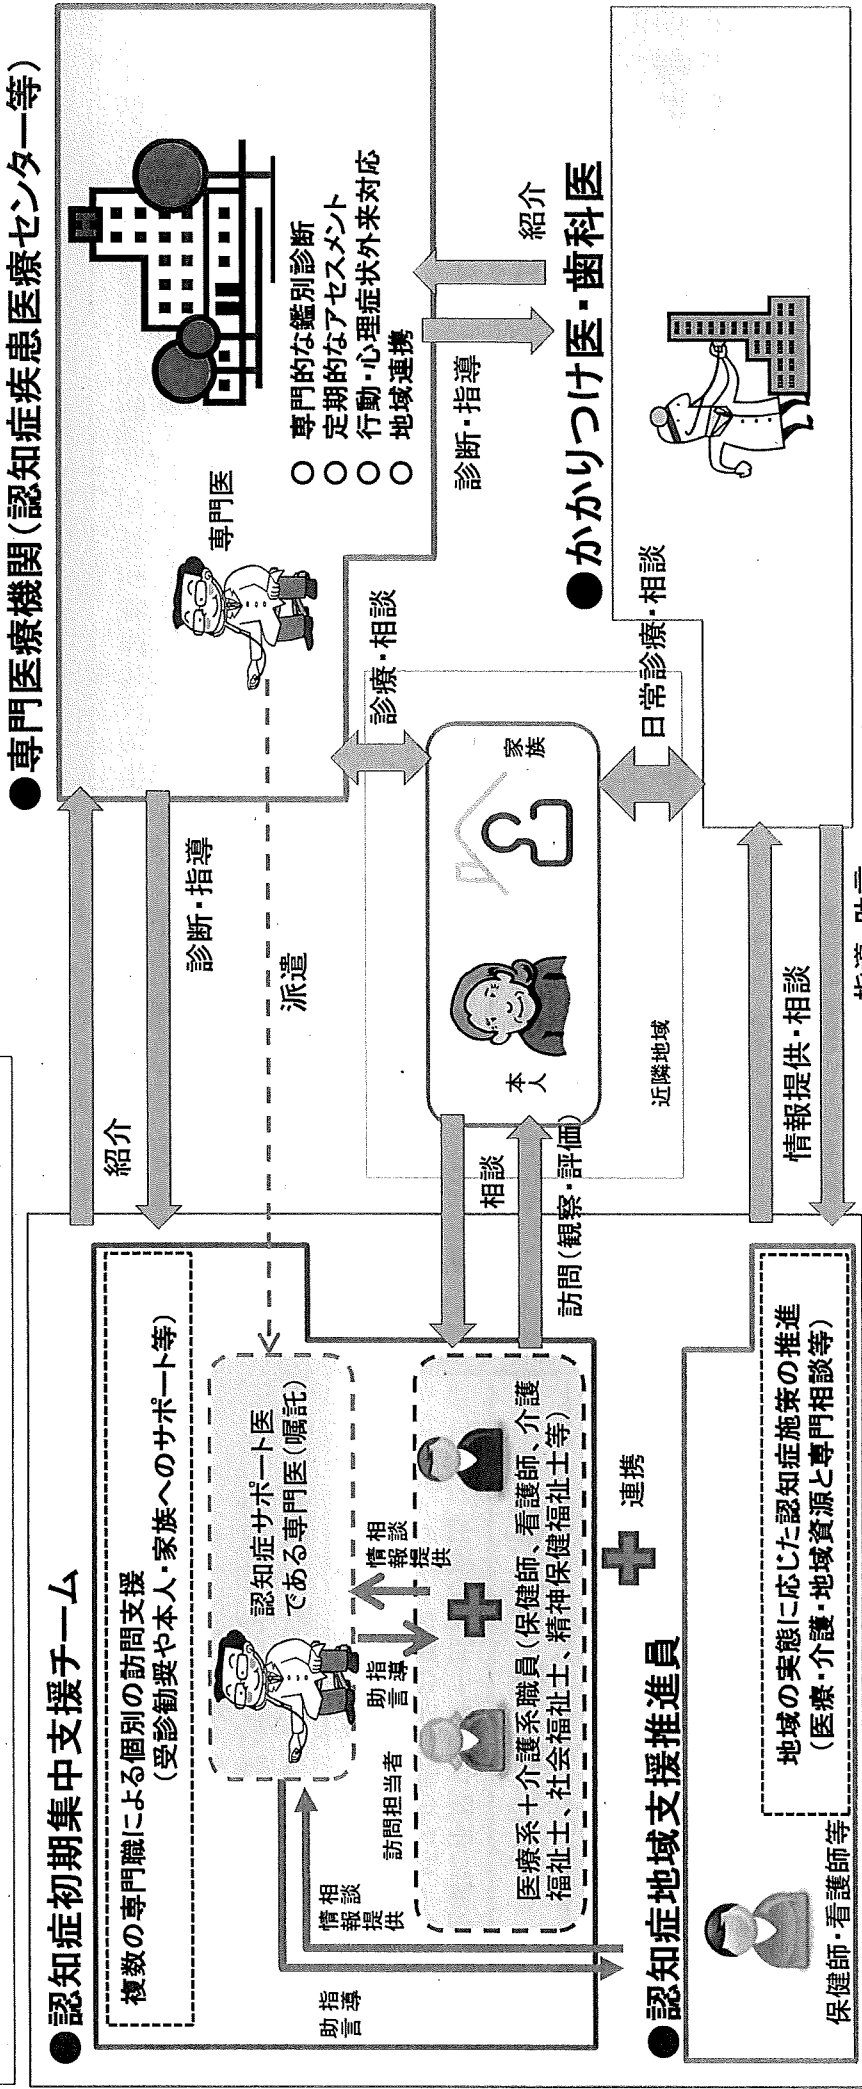 ●認知症初期集中支援チーム
複数の専門職による個別の訪問支援
(受診勧奨や本人・家族へのサポート等)
認知症サポート医
である専門医(嘱託)
指導
助言
相談
情報提供
訪問担当者
医療系+介護系職員(保健師、看護師、介護
福祉士、社会福祉士、精神保健福祉士等)
指導
助言
相談
情報提供
連携
●認知症地域支援推進員
保健師・看護師等
地域の実態に応じた認知症施策の推進
(医療・介護・地域資源と専門相談等)
紹介
診断・指導
派遣
相談
訪問(観察・評価)
本人
家族
近隣地域
情報提供・相談
●専門医療機関(認知症疾患医療センター等)
専門医
○ 専門的な鑑別診断
○ 定期的なアセスメント
○ 行動・心理症状外来対応
○ 地域連携
診療・相談
診断・指導
紹介
●かかりつけ医・歯科医
日常診療・相談